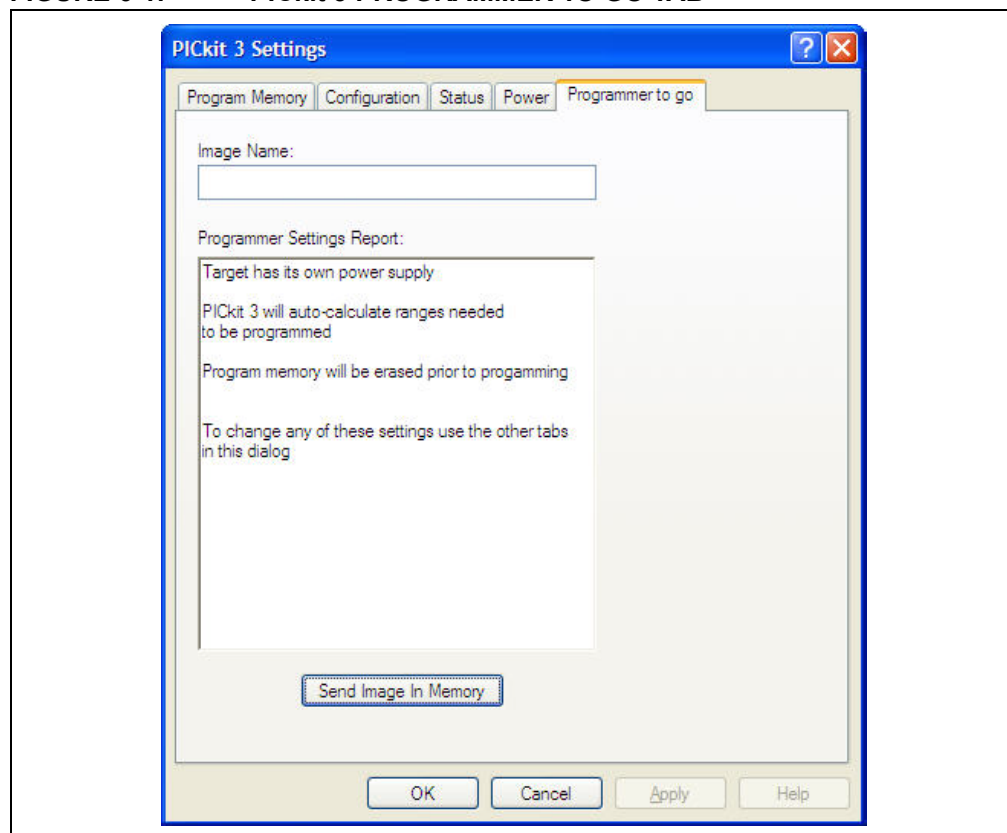 PICkit 3 Settings
Program Memory Configuration Status Power Programmer to go
Image Name:
Programmer Settings Report:
Target has its own power supply
PICkit 3 will auto-calculate ranges needed
to be programmed
Program memory will be erased prior to progamming
To change any of these settings use the other tabs
in this dialog
Send Image In Memory
OK Cancel Apply Help